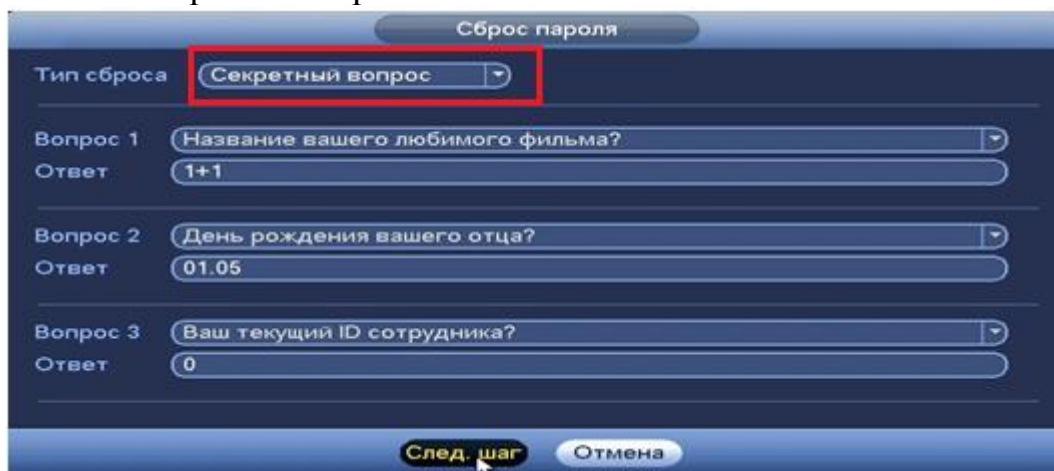 Сброс пароля
Тип сброса Секретный вопрос
Вопрос 1 Название вашего любимого фильма?
Ответ 1+1
Вопрос 2 День рождения вашего отца?
Ответ 01.05
Вопрос 3 Ваш текущий ID сотрудника?
Ответ 0
След. шаг Отмена